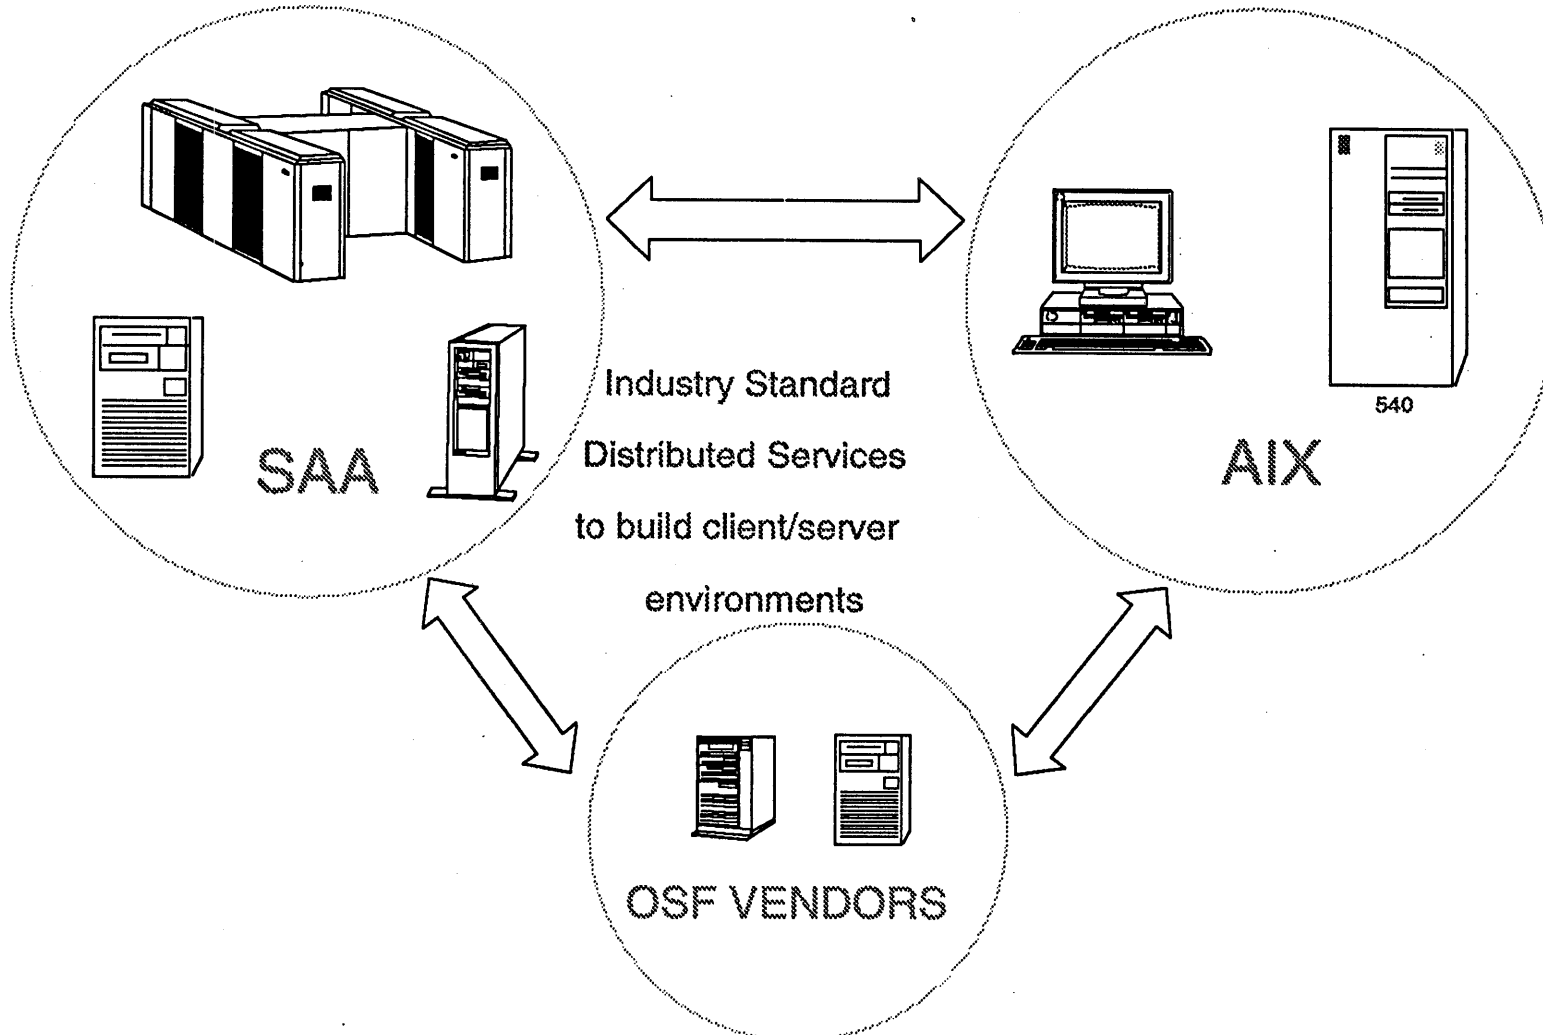 540
Industry Standard
Distributed Services
to build client/server
environments
SAA
AIX
OSF VENDORS